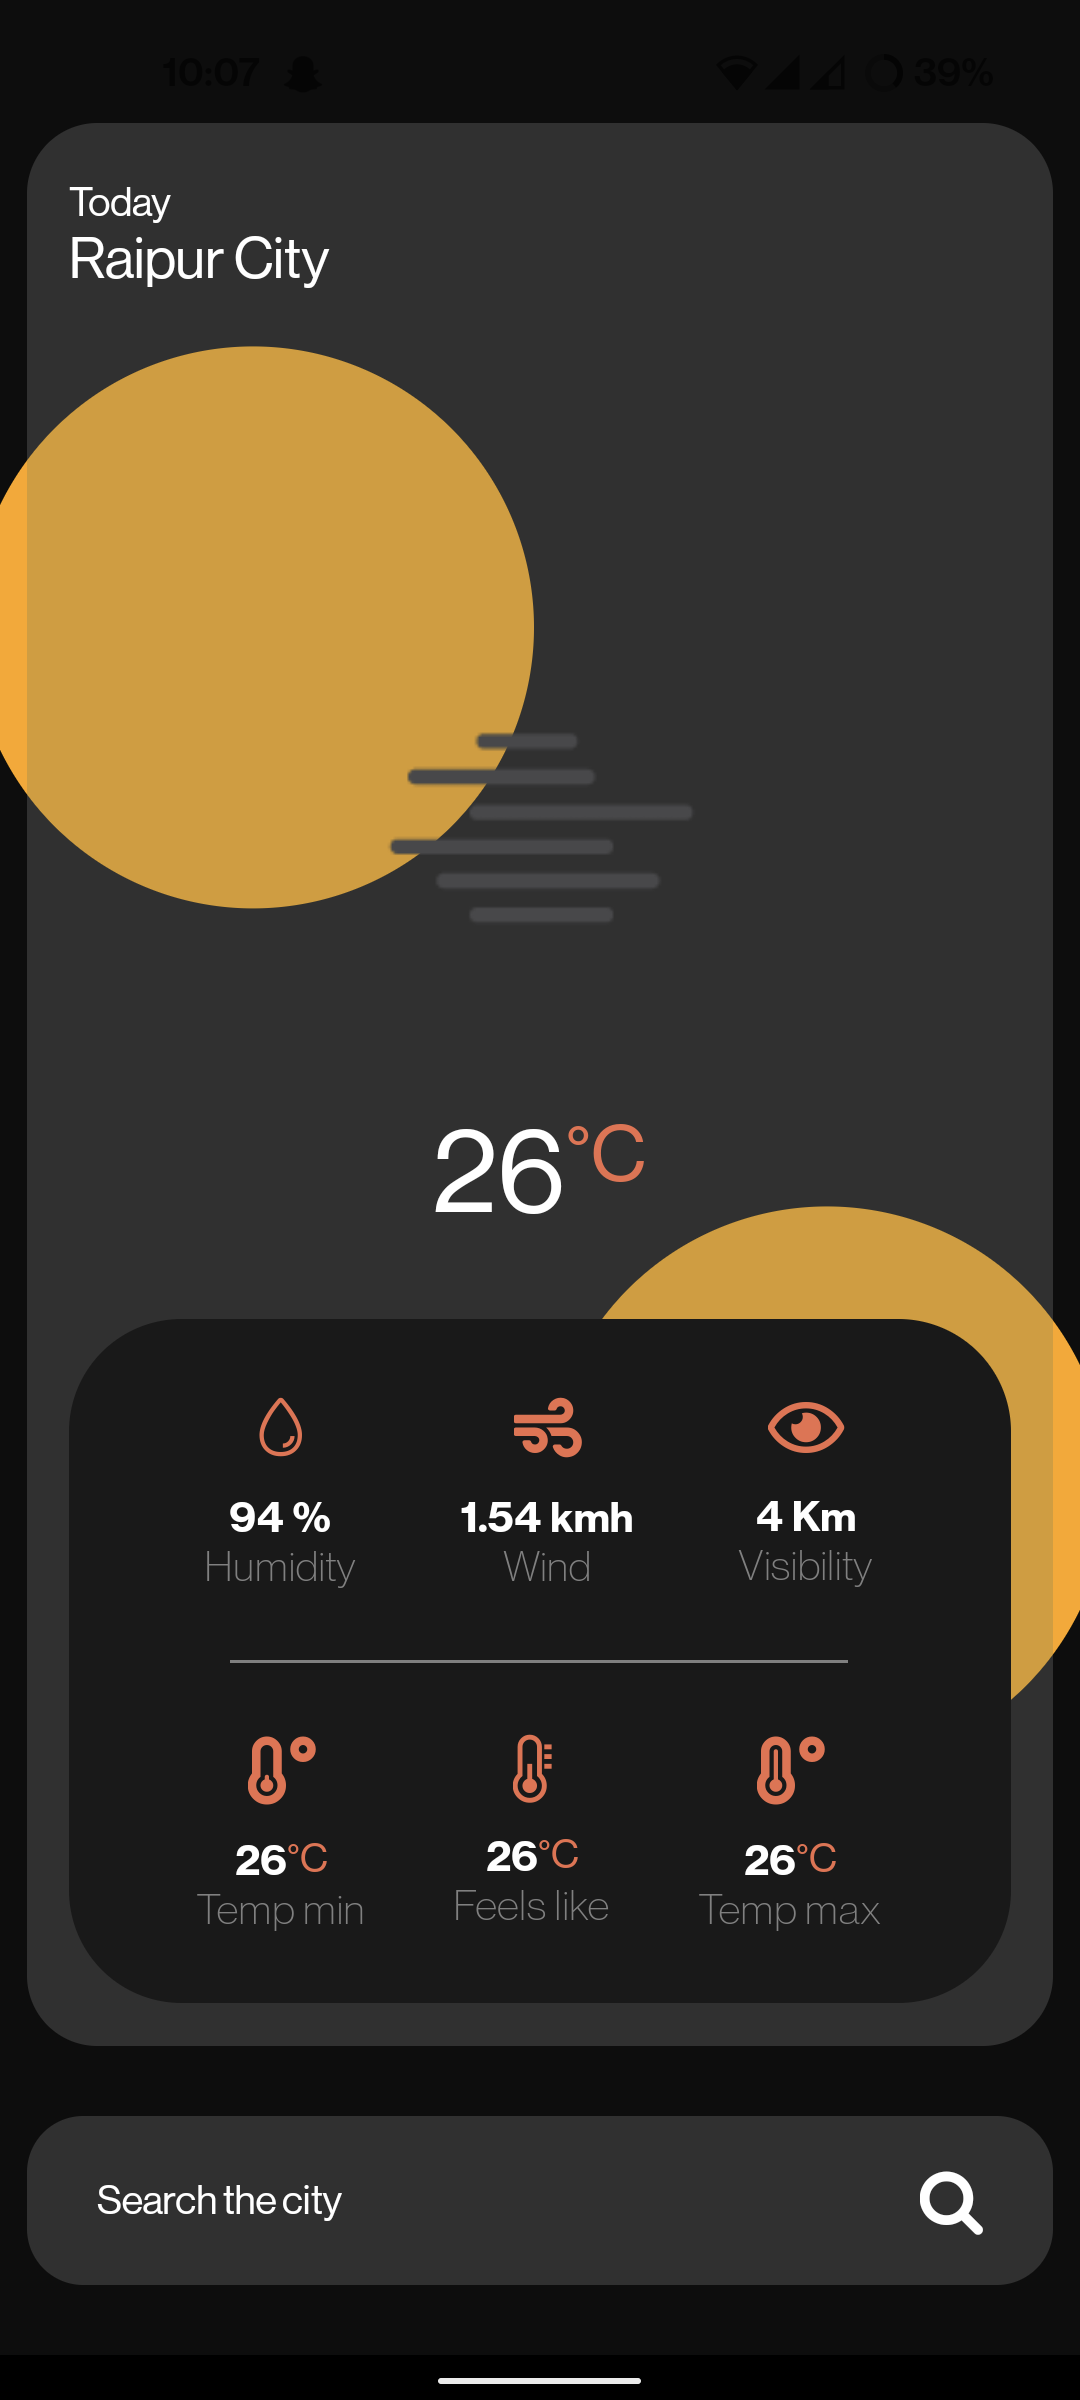 10:07 39%
Today
Raipur City
26°C
94 % 1.54 kmh 4 Km
Humidity Wind Visibility
26°C 26°C 26°C
Temp min Feels like Temp max
Search the city